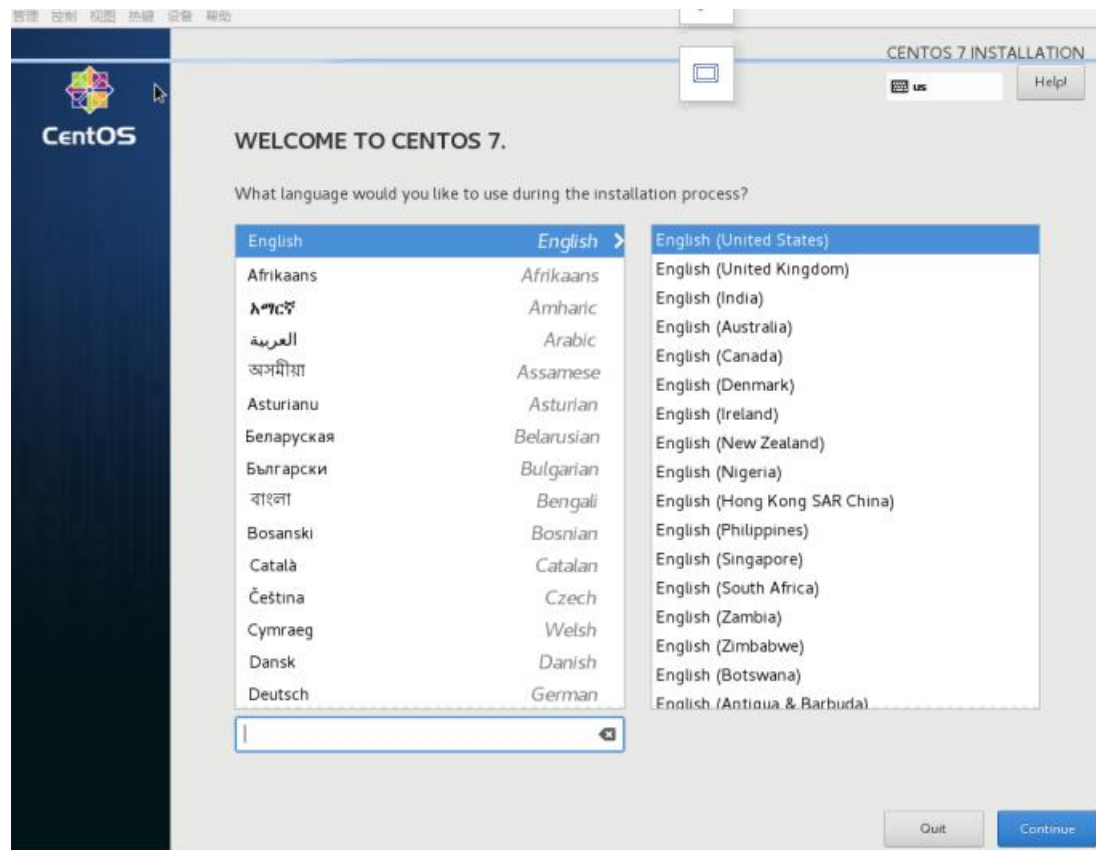 管理 控制 视图 热键 设备 帮助
CENTOS 7 INSTALLATION
us Help!
CentOS
WELCOME TO CENTOS 7.
What language would you like to use during the installation process?
English English
Afrikaans Afrikaans
አማርኛ Amharic
العربية Arabic
অসমীয়া Assamese
Asturianu Asturian
Беларуская Belarusian
Български Bulgarian
বাংলা Bengali
Bosanski Bosnian
Català Catalan
Čeština Czech
Cymraeg Welsh
Dansk Danish
Deutsch German
English (United States)
English (United Kingdom)
English (India)
English (Australia)
English (Canada)
English (Denmark)
English (Ireland)
English (New Zealand)
English (Nigeria)
English (Hong Kong SAR China)
English (Philippines)
English (Singapore)
English (South Africa)
English (Zambia)
English (Zimbabwe)
English (Botswana)
English (Antigua & Barbuda)
Quit Continue